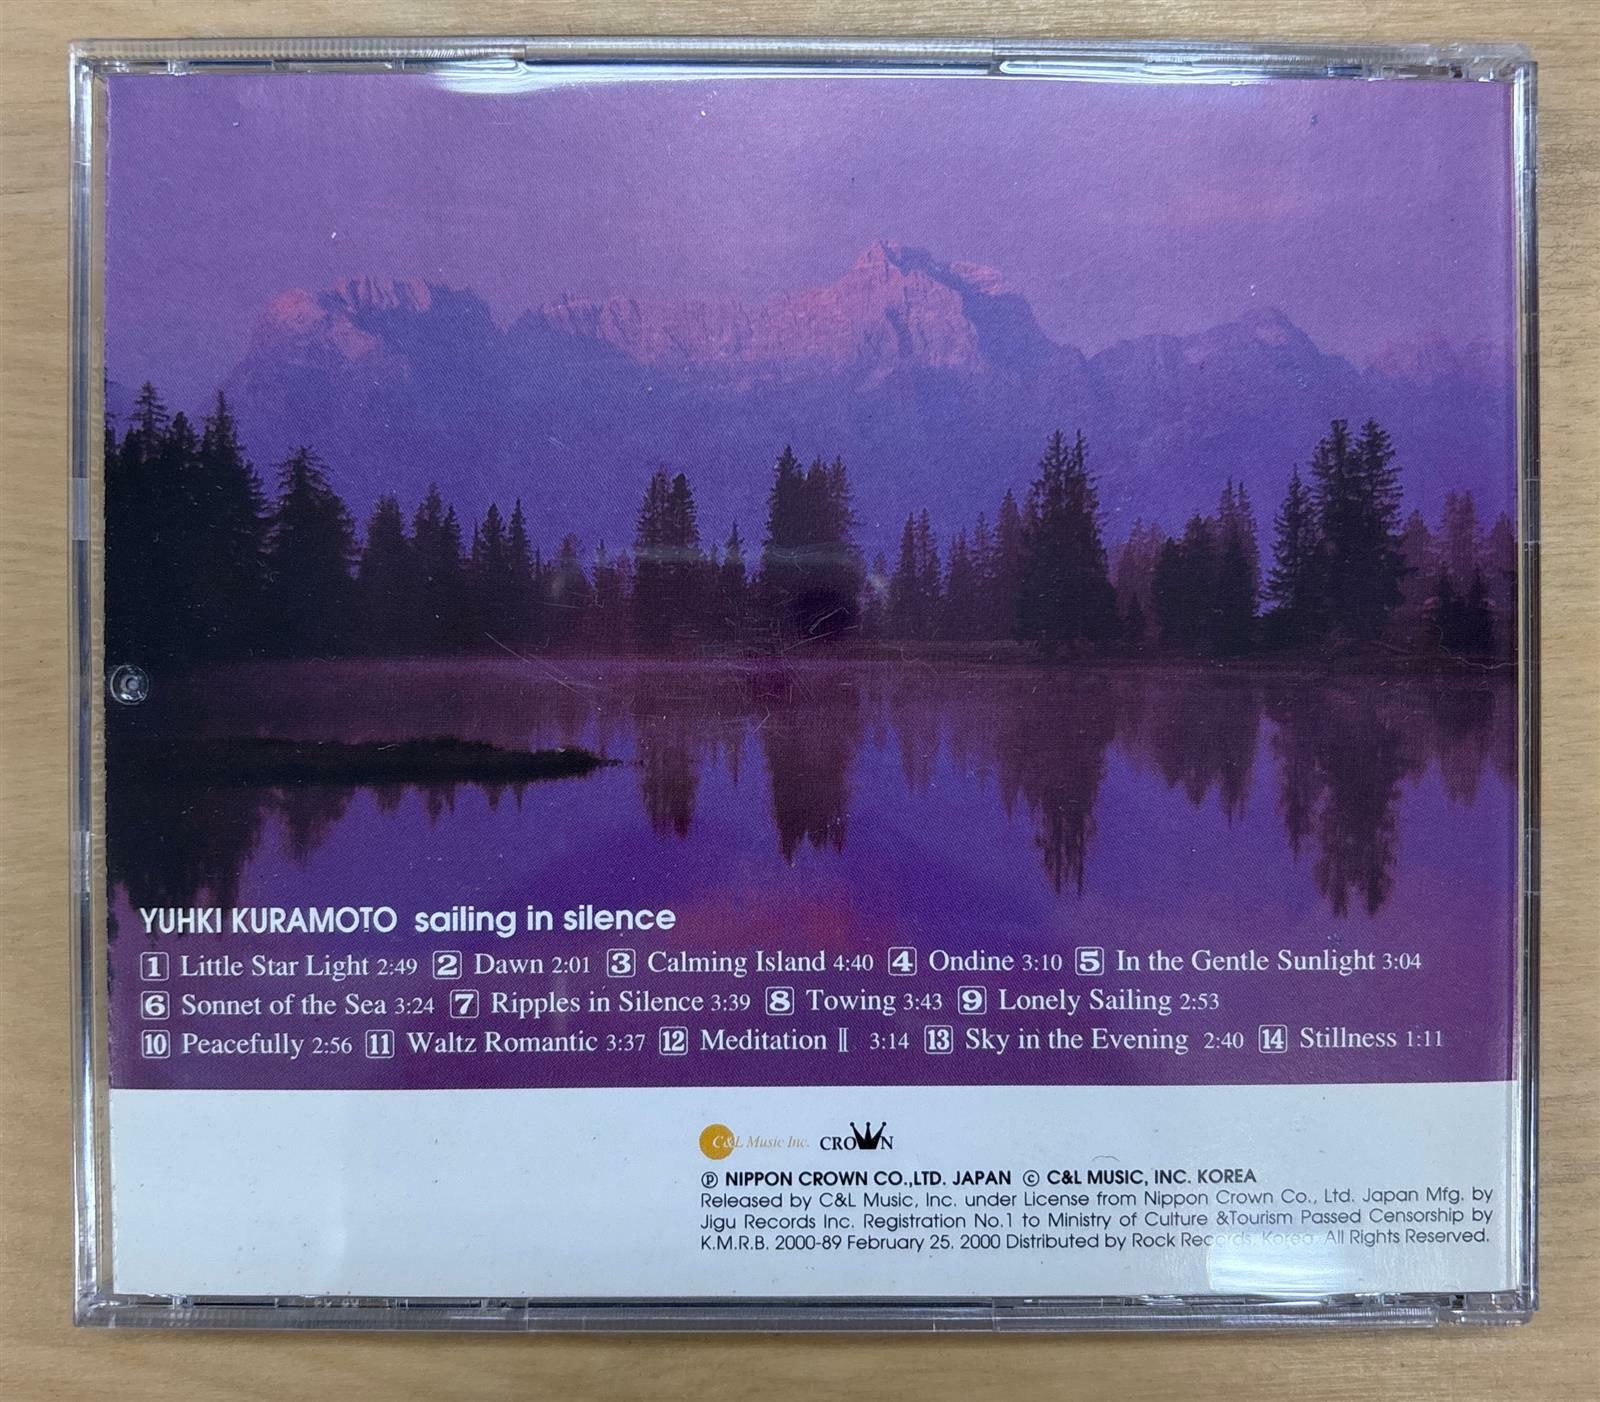 YUHKI KURAMOTO sailing in silence
1 Little Star Light 2:49 2 Dawn 2:01 3 Calming Island 4:40 4 Ondine 3:10 5 In the Gentle Sunlight 3:04
6 Sonnet of the Sea 3:24 7 Ripples in Silence 3:39 8 Towing 3:43 9 Lonely Sailing 2:53
10 Peacefully 2:56 11 Waltz Romantic 3:37 12 Meditation Ⅱ 3:14 13 Sky in the Evening 2:40 14 Stillness 1:11
C&L Music Inc. CROWN
Ⓟ NIPPON CROWN CO.,LTD. JAPAN © C&L MUSIC, INC. KOREA
Released by C&L Music, Inc. under License from Nippon Crown Co., Ltd. Japan Mfg. by
Jigu Records Inc. Registration No.1 to Ministry of Culture &Tourism Passed Censorship by
K.M.R.B. 2000-89 February 25. 2000 Distributed by Rock Records, Korea. All Rights Reserved.